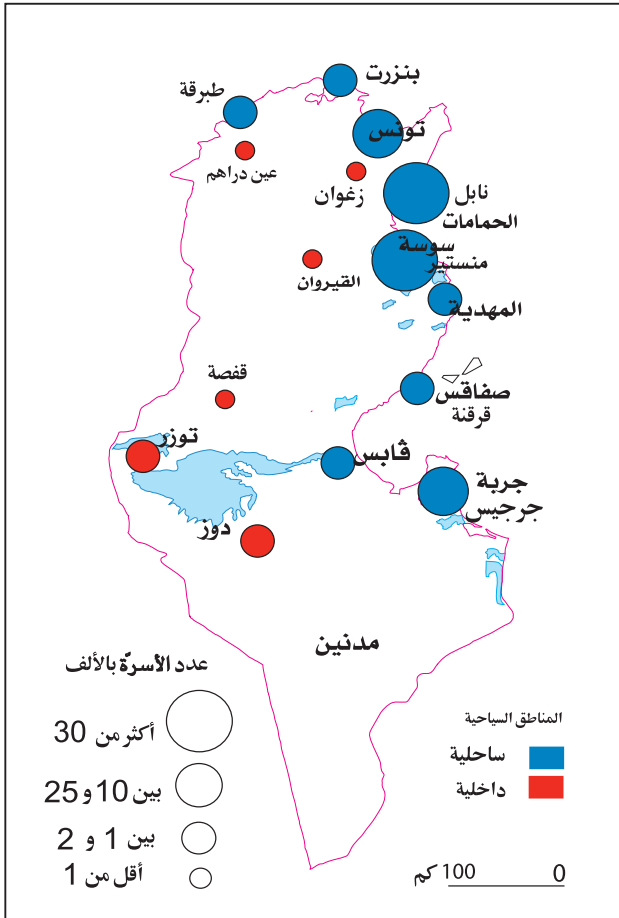 بنزرت
طبرقة
تونس
عين دراهم
زغوان
نابل
الحمامات
سوسة
منستير
القيروان
المهدية
قفصة
صفاقس
قرقنة
توزر
ڤابس
جربة
جرجيس
دوز
مدنين
عدد الأسرّة بالألف
أكثر من 30
بين 10 و 25
بين 1 و 2
أقل من 1
المناطق السياحية
ساحلية
داخلية
0 100 كم